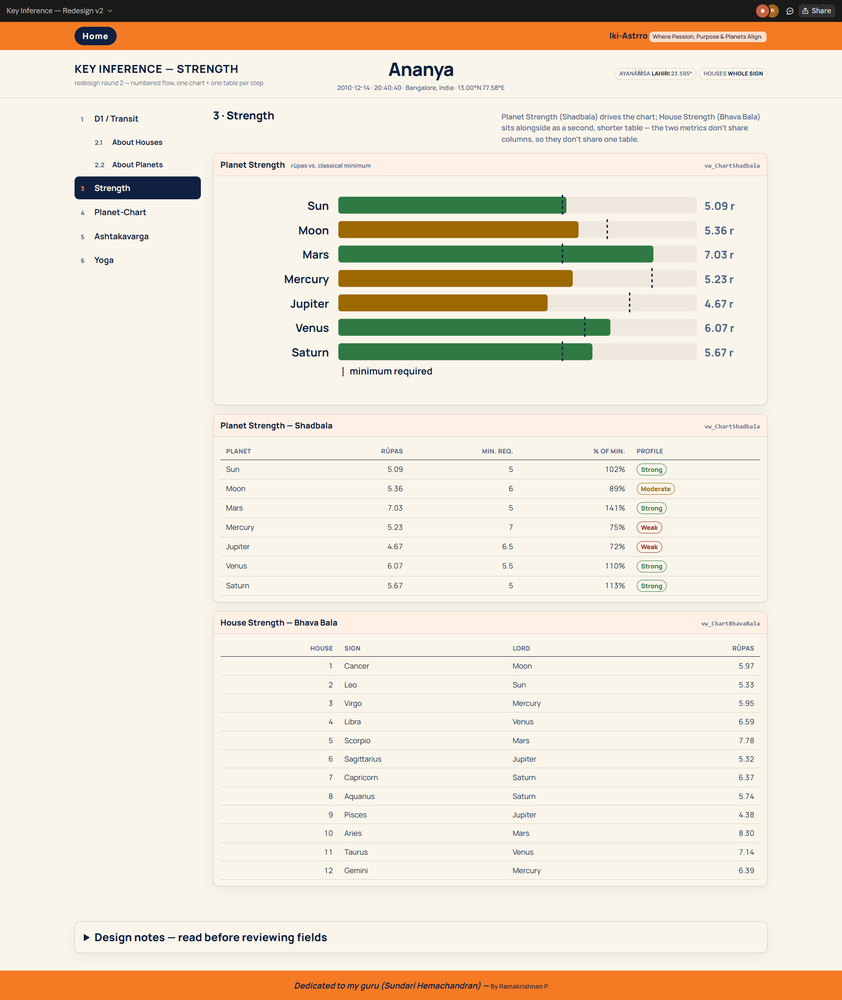 Key Inference — Redesign v2
R
Share
Home
Iki-Astrro Where Passion, Purpose & Planets Align.
KEY INFERENCE — STRENGTH
redesign round 2 — numbered flow, one chart + one table per step
Ananya
2010-12-14 · 20:40:40 · Bangalore, India · 13.00°N 77.58°E
AYANĀṀŚA LAHIRI 23.595°
HOUSES WHOLE SIGN
1 D1 / Transit
2.1 About Houses
2.2 About Planets
3 Strength
4 Planet-Chart
5 Ashtakavarga
6 Yoga
3 · Strength
Planet Strength (Shadbala) drives the chart; House Strength (Bhava Bala)
sits alongside as a second, shorter table — the two metrics don't share
columns, so they don't share one table.
Planet Strength rūpas vs. classical minimum vw_ChartShadbala
Sun 5.09 r
Moon 5.36 r
Mars 7.03 r
Mercury 5.23 r
Jupiter 4.67 r
Venus 6.07 r
Saturn 5.67 r
minimum required
Planet Strength — Shadbala vw_ChartShadbala
PLANET RŪPAS MIN. REQ. % OF MIN. PROFILE
Sun 5.09 5 102% Strong
Moon 5.36 6 89% Moderate
Mars 7.03 5 141% Strong
Mercury 5.23 7 75% Weak
Jupiter 4.67 6.5 72% Weak
Venus 6.07 5.5 110% Strong
Saturn 5.67 5 113% Strong
House Strength — Bhava Bala vw_ChartBhavaBala
HOUSE SIGN LORD RŪPAS
1 Cancer Moon 5.97
2 Leo Sun 5.33
3 Virgo Mercury 5.95
4 Libra Venus 6.59
5 Scorpio Mars 7.78
6 Sagittarius Jupiter 5.32
7 Capricorn Saturn 6.37
8 Aquarius Saturn 5.74
9 Pisces Jupiter 4.38
10 Aries Mars 8.30
11 Taurus Venus 7.14
12 Gemini Mercury 6.39
Design notes — read before reviewing fields
Dedicated to my guru (Sundari Hemachandran) — By Ramakrishnan P